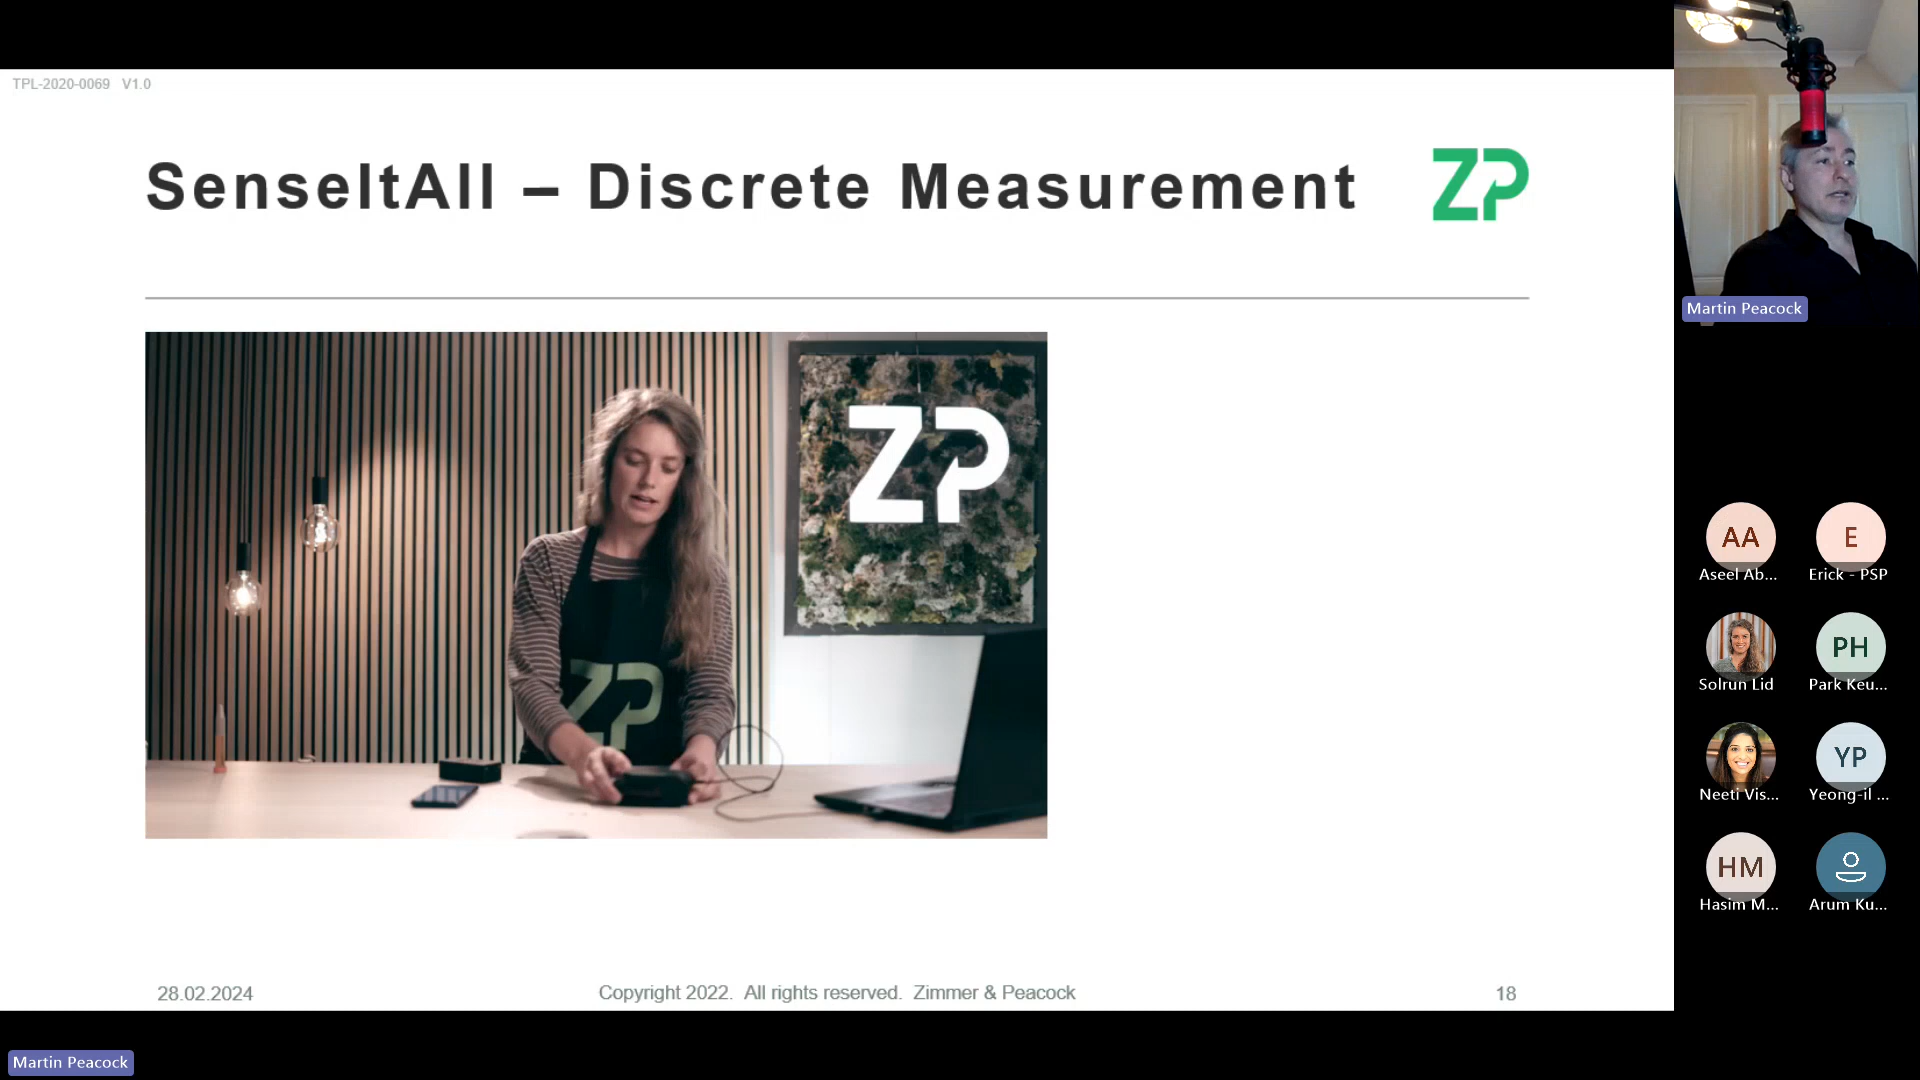 TPL-2020-0069 V1.0
SenseItAll – Discrete Measurement
ZP
ZP
ZP
28.02.2024
Copyright 2022. All rights reserved. Zimmer & Peacock
18
Martin Peacock
Martin Peacock
AA
Aseel Ab...
E
Erick - PSP
Solrun Lid
PH
Park Keu...
Neeti Vis...
YP
Yeong-il ...
HM
Hasim M...
Arum Ku...